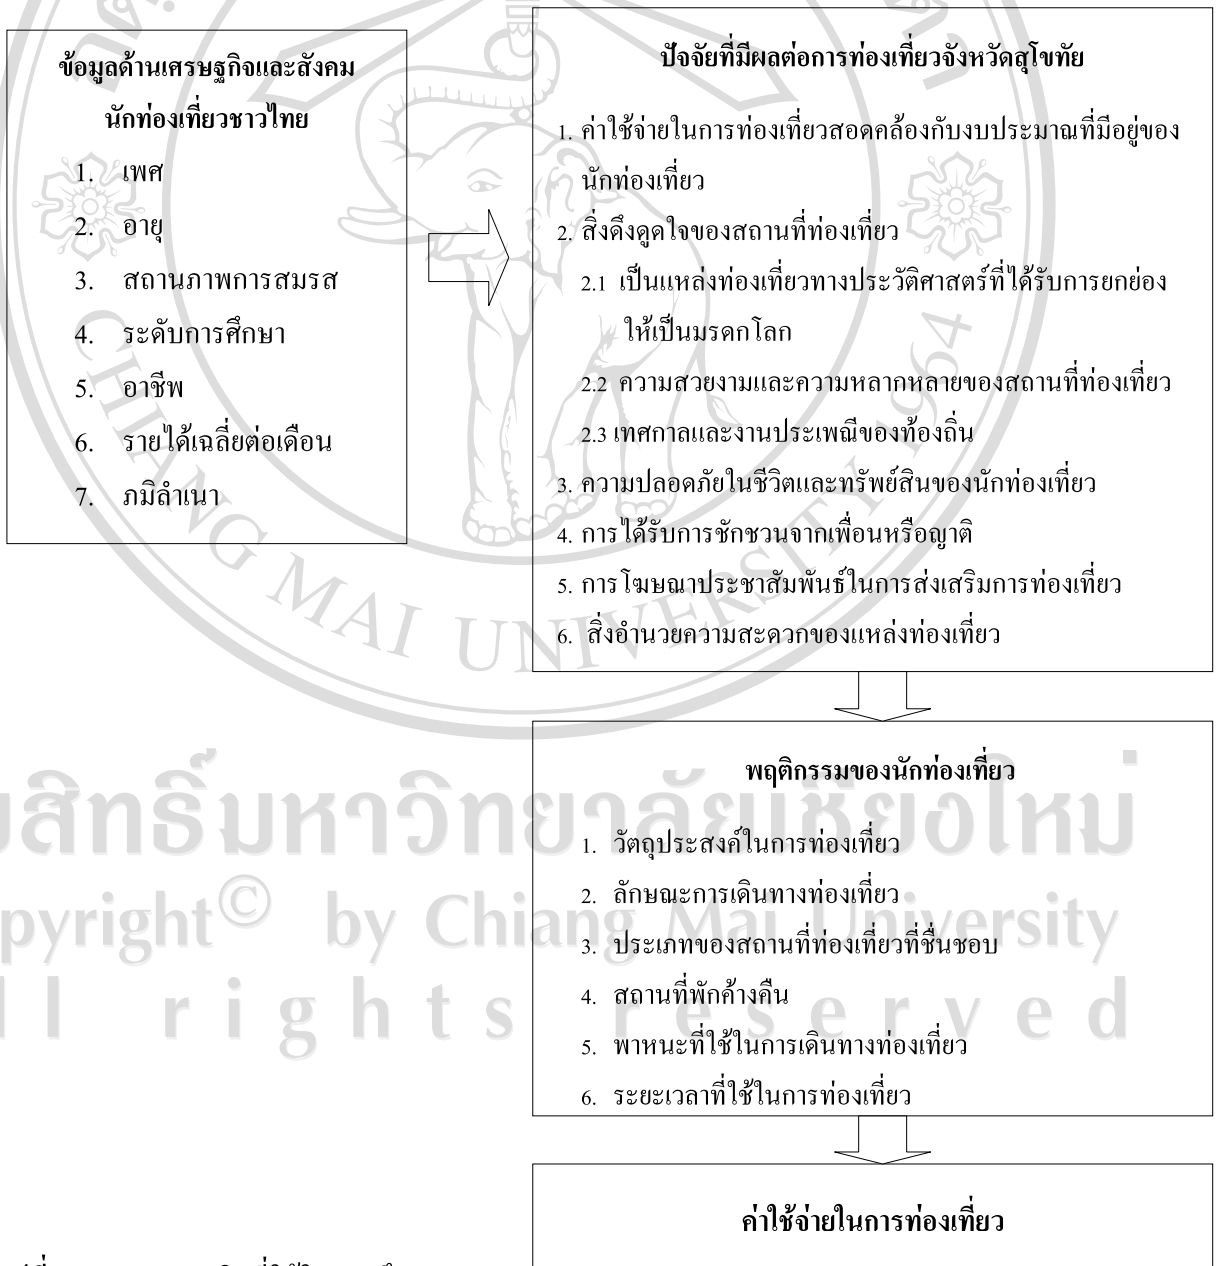 ข้อมูลด้านเศรษฐกิจและสังคม
นักท่องเที่ยวชาวไทย
1. เพศ
2. อายุ
3. สถานภาพการสมรส
4. ระดับการศึกษา
5. อาชีพ
6. รายได้เฉลี่ยต่อเดือน
7. ภมิลำเนา
ปัจจัยที่มีผลต่อการท่องเที่ยวจังหวัดสุโขทัย
1. ค่าใช้จ่ายในการท่องเที่ยวสอดคล้องกับงบประมาณที่มีอยู่ของ
นักท่องเที่ยว
2. สิ่งดึงดูดใจของสถานที่ท่องเที่ยว
2.1 เป็นแหล่งท่องเที่ยวทางประวัติศาสตร์ที่ได้รับการยกย่อง
ให้เป็นมรดกโลก
2.2 ความสวยงามและความหลากหลายของสถานที่ท่องเที่ยว
2.3 เทศกาลและงานประเพณีของท้องถิ่น
3. ความปลอดภัยในชีวิตและทรัพย์สินของนักท่องเที่ยว
4. การได้รับการชักชวนจากเพื่อนหรือญาติ
5. การโฆษณาประชาสัมพันธ์ในการส่งเสริมการท่องเที่ยว
6. สิ่งอำนวยความสะดวกของแหล่งท่องเที่ยว
พฤติกรรมของนักท่องเที่ยว
1. วัตถุประสงค์ในการท่องเที่ยว
2. ลักษณะการเดินทางท่องเที่ยว
3. ประเภทของสถานที่ท่องเที่ยวที่ชื่นชอบ
4. สถานที่พักค้างคืน
5. พาหนะที่ใช้ในการเดินทางท่องเที่ยว
6. ระยะเวลาที่ใช้ในการท่องเที่ยว
ค่าใช้จ่ายในการท่องเที่ยว
CHIANG MAI UNIVERSITY 1964
สิทธิ์มหาวิทยาลัยเชียงใหม่
pyright© by Chiang Mai University
ll rights reserved